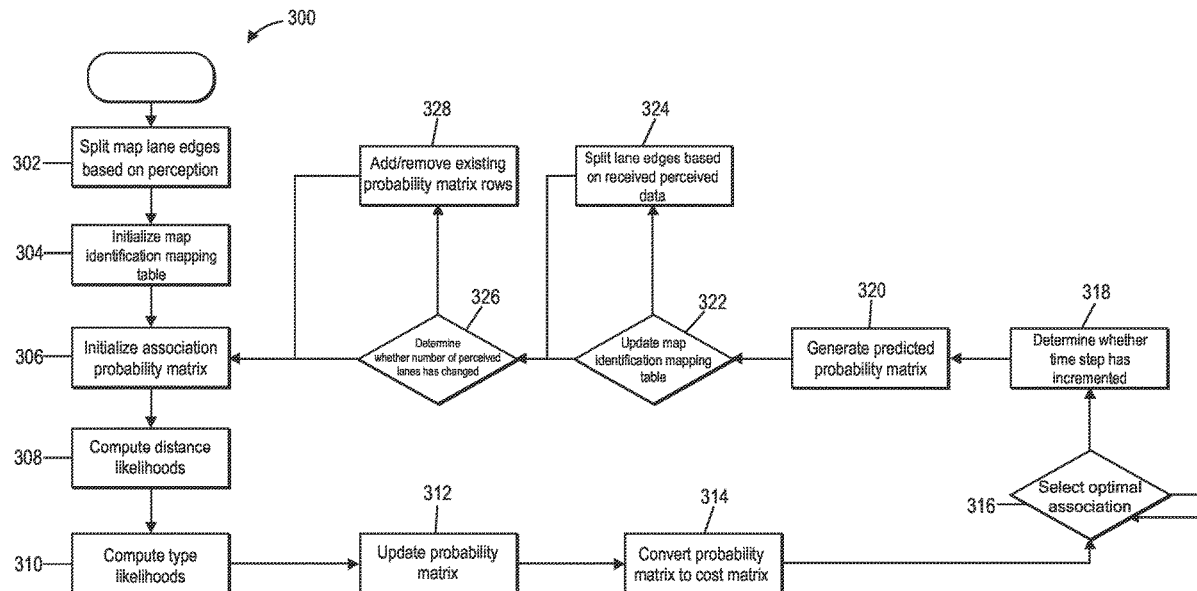 300
302
Split map lane edges
based on perception
304
Initialize map
identification mapping
table
306
Initialize association
probability matrix
308
Compute distance
likelihoods
310
Compute type
likelihoods
312
Update probability
matrix
314
Convert probability
matrix to cost matrix
316
Select optimal
association
318
Determine whether
time step has
incremented
320
Generate predicted
probability matrix
322
Update map
identification mapping
table
324
Split lane edges based
on received perceived
data
326
Determine
whether number of perceived
lanes has changed
328
Add/remove existing
probability matrix rows